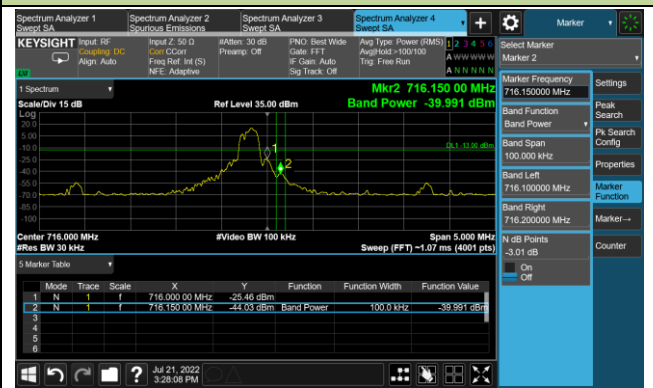 Spectrum Analyzer 1
Swept SA
Spectrum Analyzer 2
Spurious Emissions
Spectrum Analyzer 3
Swept SA
Spectrum Analyzer 4
Swept SA
Marker
KEYSIGHT
Input: RF
Coupling: DC
Align: Auto
Input Z: 50 Ω
Corr CCorr
Freq Ref: Int (S)
NFE: Adaptive
#Atten: 30 dB
Preamp: Off
PNO: Best Wide
Gate: FFT
IF Gain: Auto
Sig Track: Off
Avg Type: Power (RMS)
Avg|Hold >100/100
Trig: Free Run
1 2 3 4 5 6
A W W W W W
A N N N N N
1 Spectrum
Scale/Div 15 dB
Ref Level 35.00 dBm
Mkr2 716.150 00 MHz
Band Power -39.991 dBm
Log
20.0
5.00
-10.0
-25.0
-40.0
-55.0
-70.0
-85.0
-100
DL1 -13.00 dBm
1
2
Center 716.000 MHz
#Res BW 30 kHz
#Video BW 100 kHz
Span 5.000 MHz
Sweep (FFT) ~1.07 ms (4001 pts)
5 Marker Table
Mode Trace Scale X Y Function Function Width Function Value
1 N 1 f 716.000 00 MHz -25.46 dBm
2 N 1 f 716.150 00 MHz -44.03 dBm Band Power 100.0 kHz -39.991 dBm
3
4
5
6
Jul 21, 2022
3:28:08 PM
Select Marker
Marker 2
Marker Frequency
716.150000 MHz
Band Function
Band Power
Band Span
100.000 kHz
Band Left
716.100000 MHz
Band Right
716.200000 MHz
N dB Points
-3.01 dB
On
Off
Settings
Peak
Search
Pk Search
Config
Properties
Marker
Function
Marker→
Counter